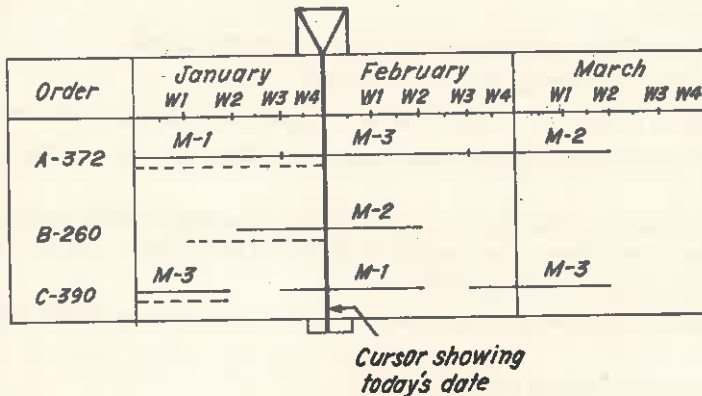 Order January February March
W1 W2 W3 W4 W1 W2 W3 W4 W1 W2 W3 W4
A-372 M-1 M-3 M-2
B-260 M-2
C-390 M-3 M-1 M-3
Cursor showing
today's date